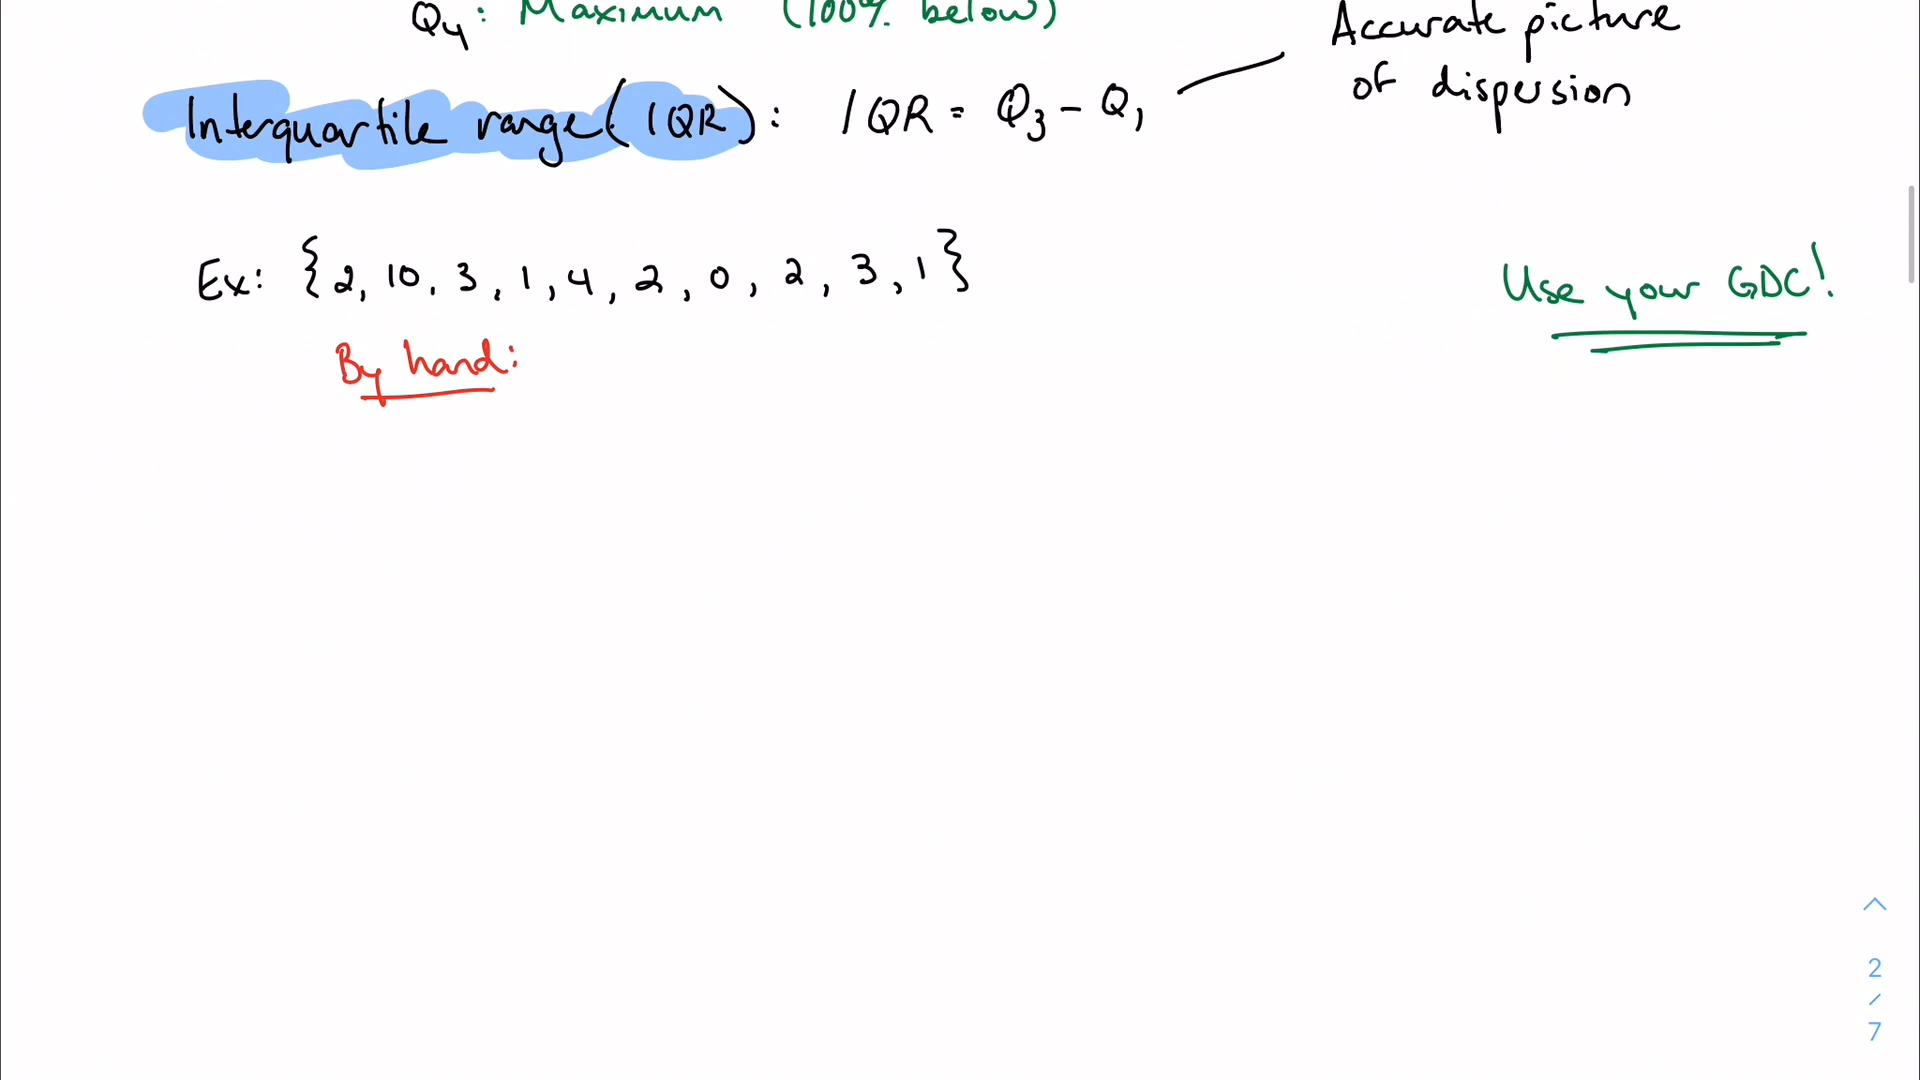 Q4: Maximum (100% below)
Accurate picture
of dispersion
Interquartile range (IQR): IQR = Q3 - Q1
Ex: {2, 10, 3, 1, 4, 2, 0, 2, 3, 1}
Use your GDC!
By hand:
2
/
7